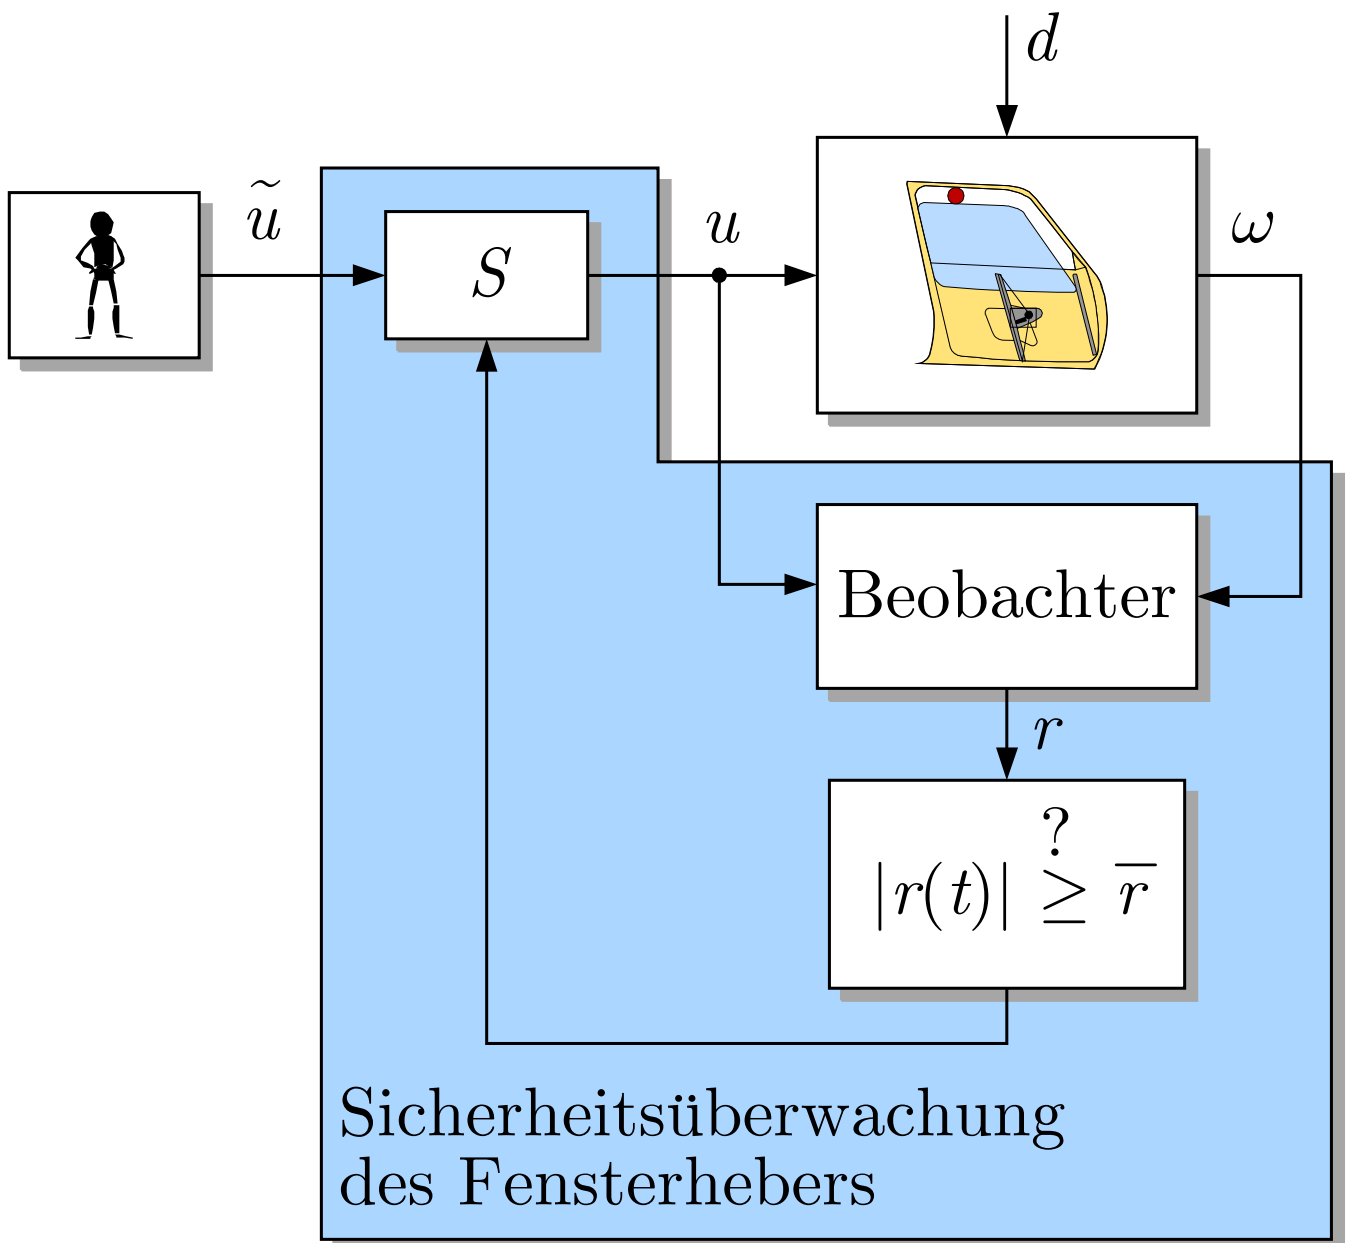 d
ũ
S
u
ω
Beobachter
r
?
|r(t)| ≥ r̅
Sicherheitsüberwachung
des Fensterhebers